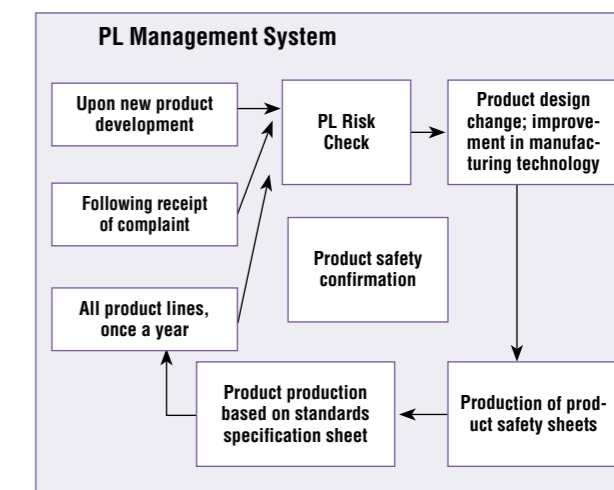 PL Management System
Upon new product
development
PL Risk
Check
Product design
change; improve-
ment in manufac-
turing technology
Following receipt
of complaint
Product safety
confirmation
All product lines,
once a year
Product production
based on standards
specification sheet
Production of prod-
uct safety sheets